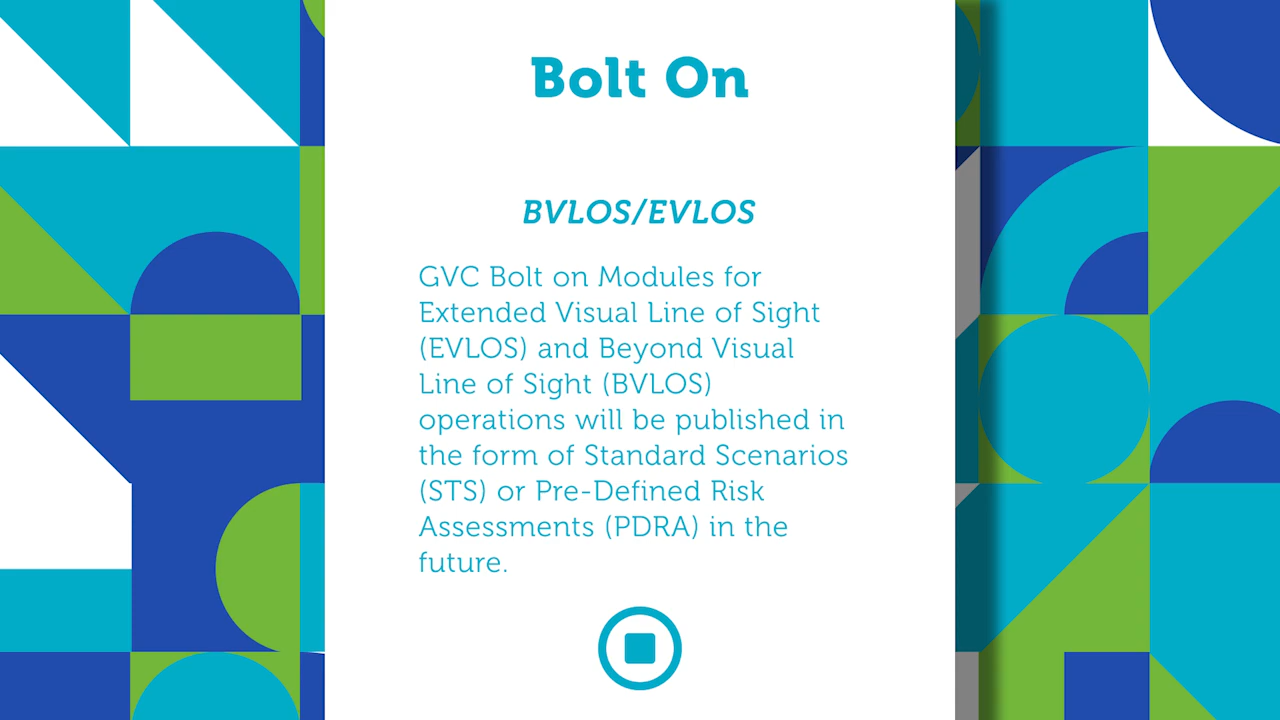 Bolt On
BVLOS/EVLOS
GVC Bolt on Modules for
Extended Visual Line of Sight
(EVLOS) and Beyond Visual
Line of Sight (BVLOS)
operations will be published in
the form of Standard Scenarios
(STS) or Pre-Defined Risk
Assessments (PDRA) in the
future.